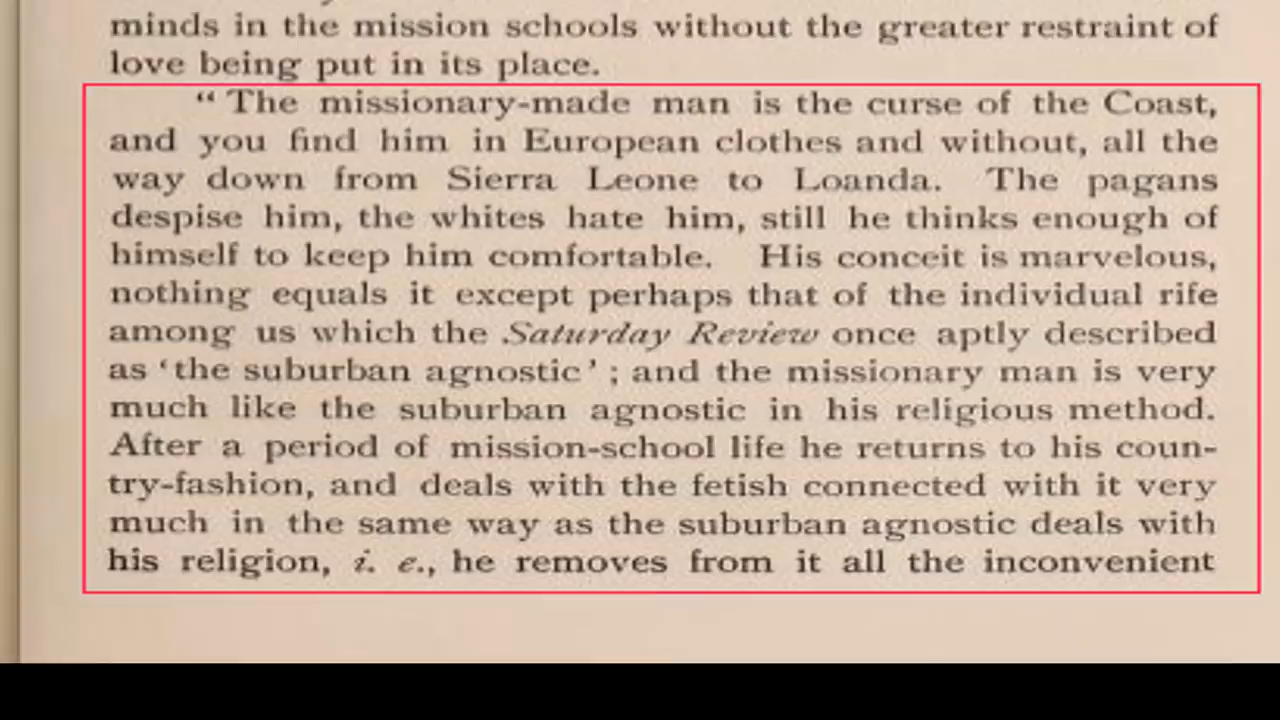 minds in the mission schools without the greater restraint of
love being put in its place.
“ The missionary-made man is the curse of the Coast,
and you find him in European clothes and without, all the
way down from Sierra Leone to Loanda. The pagans
despise him, the whites hate him, still he thinks enough of
himself to keep him comfortable. His conceit is marvelous,
nothing equals it except perhaps that of the individual rife
among us which the Saturday Review once aptly described
as ‘the suburban agnostic’ ; and the missionary man is very
much like the suburban agnostic in his religious method.
After a period of mission-school life he returns to his coun-
try-fashion, and deals with the fetish connected with it very
much in the same way as the suburban agnostic deals with
his religion, i. e., he removes from it all the inconvenient